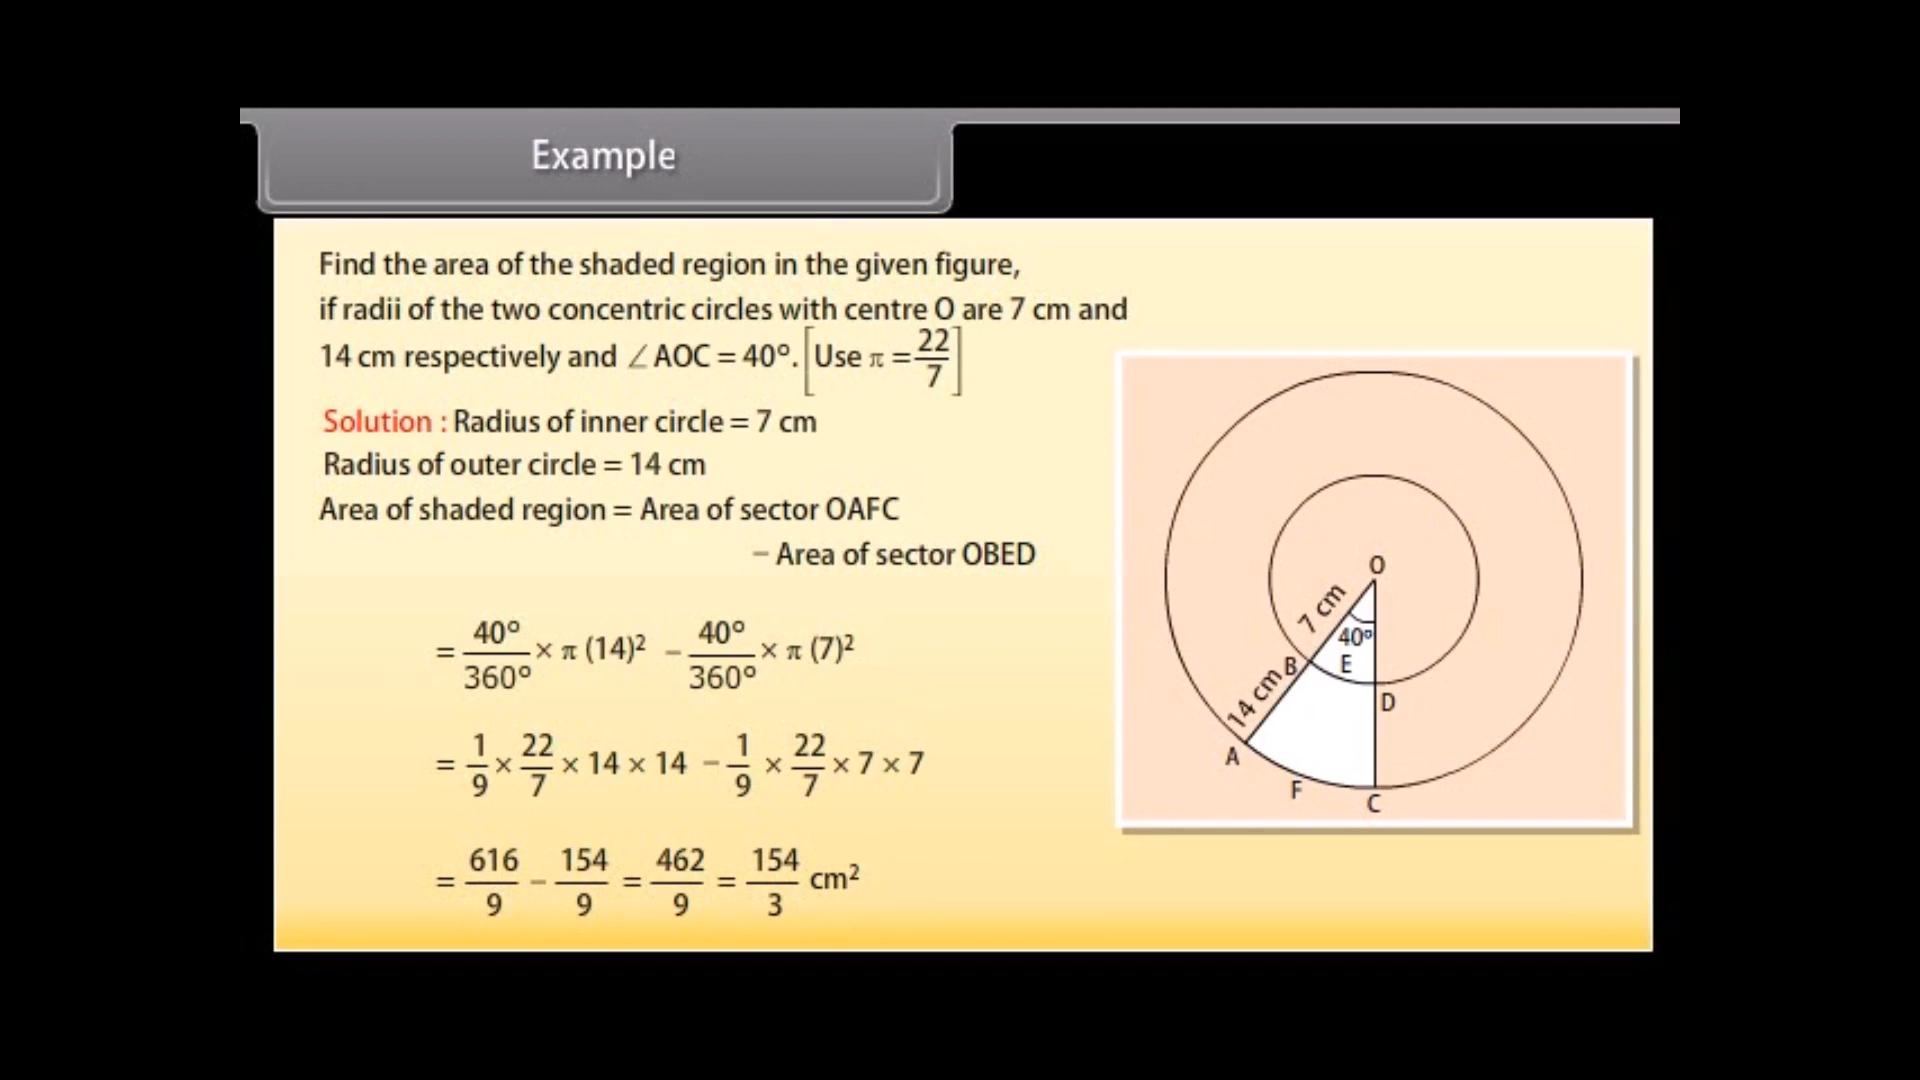 Example
Find the area of the shaded region in the given figure,
if radii of the two concentric circles with centre O are 7 cm and
14 cm respectively and ∠AOC = 40°. [Use π = 22/7]
Solution : Radius of inner circle = 7 cm
Radius of outer circle = 14 cm
Area of shaded region = Area of sector OAFC
– Area of sector OBED
= 40°/360° × π (14)² – 40°/360° × π (7)²
= 1/9 × 22/7 × 14 × 14 – 1/9 × 22/7 × 7 × 7
= 616/9 – 154/9 = 462/9 = 154/3 cm²
O
7 cm
40°
B E
14 cm
D
A
F
C